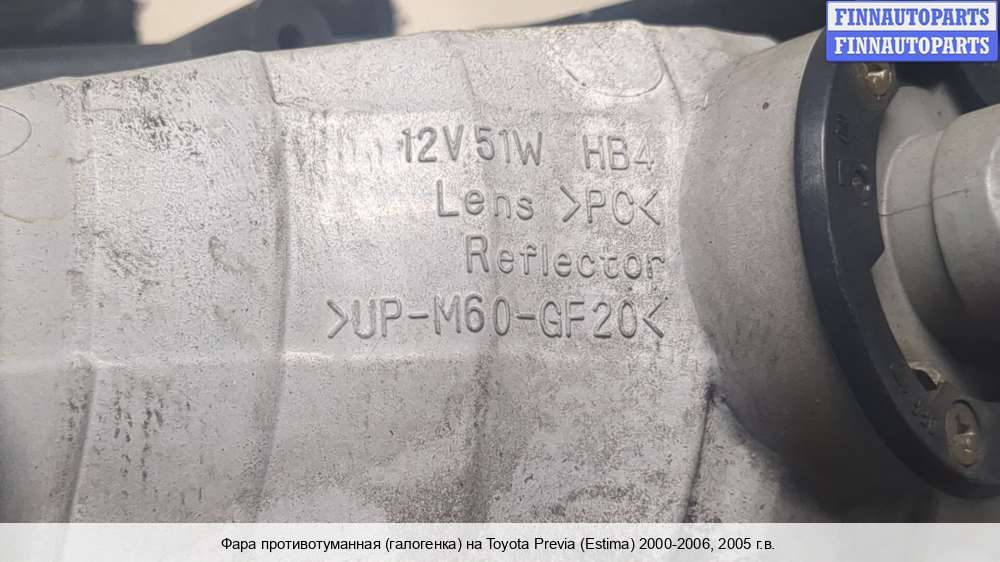 FINNAUTOPARTS
FINNAUTOPARTS
12V 51W HB4
Lens >PC<
Reflector
>UP-M60-GF20<
Фара противотуманная (галогенка) на Toyota Previa (Estima) 2000-2006, 2005 г.в.